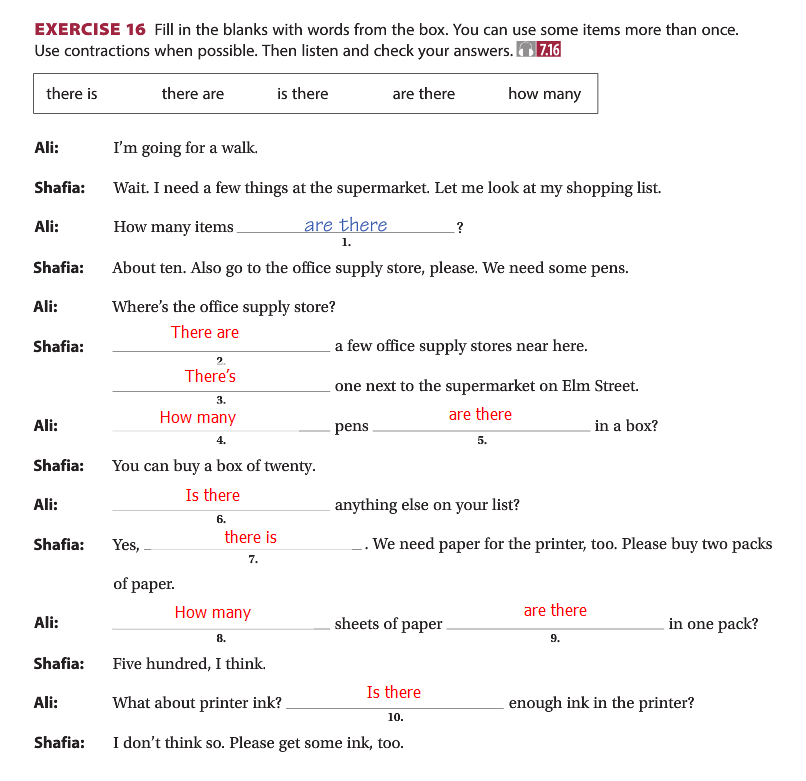 EXERCISE 16 Fill in the blanks with words from the box. You can use some items more than once.
Use contractions when possible. Then listen and check your answers. 7.16
there is there are is there are there how many
Ali: I'm going for a walk.
Shafia: Wait. I need a few things at the supermarket. Let me look at my shopping list.
Ali: How many items are there ?
1.
Shafia: About ten. Also go to the office supply store, please. We need some pens.
Ali: Where's the office supply store?
Shafia: There are a few office supply stores near here.
2.
There's one next to the supermarket on Elm Street.
3.
Ali: How many pens are there in a box?
4. 5.
Shafia: You can buy a box of twenty.
Ali: Is there anything else on your list?
6.
Shafia: Yes, there is . We need paper for the printer, too. Please buy two packs
7.
of paper.
Ali: How many sheets of paper are there in one pack?
8. 9.
Shafia: Five hundred, I think.
Ali: What about printer ink? Is there enough ink in the printer?
10.
Shafia: I don't think so. Please get some ink, too.